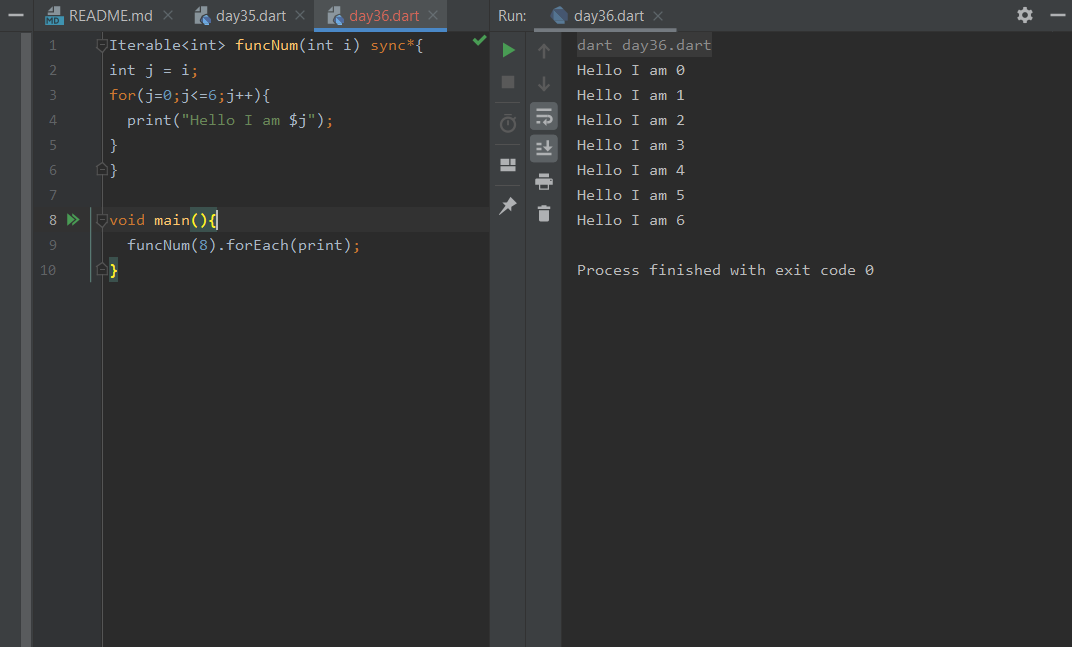 README.md day35.dart day36.dart Run: day36.dart
1 Iterable<int> funcNum(int i) sync*{
2 int j = i;
3 for(j=0;j<=6;j++){
4 print("Hello I am $j");
5 }
6 }
7
8 void main(){
9 funcNum(8).forEach(print);
10 }
dart day36.dart
Hello I am 0
Hello I am 1
Hello I am 2
Hello I am 3
Hello I am 4
Hello I am 5
Hello I am 6
Process finished with exit code 0